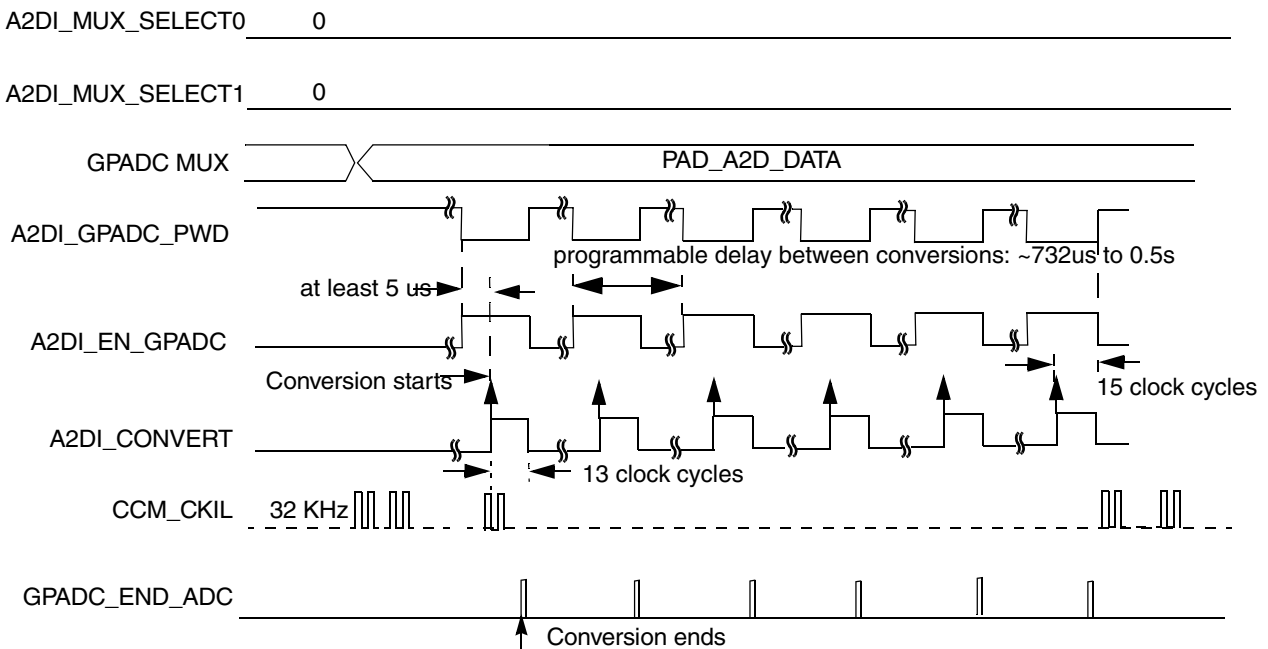 A2DI_MUX_SELECT0 0
A2DI_MUX_SELECT1 0
GPADC MUX PAD_A2D_DATA
A2DI_GPADC_PWD
programmable delay between conversions: ~732us to 0.5s
at least 5 us
A2DI_EN_GPADC
Conversion starts
15 clock cycles
A2DI_CONVERT
13 clock cycles
CCM_CKIL 32 KHz
GPADC_END_ADC
Conversion ends